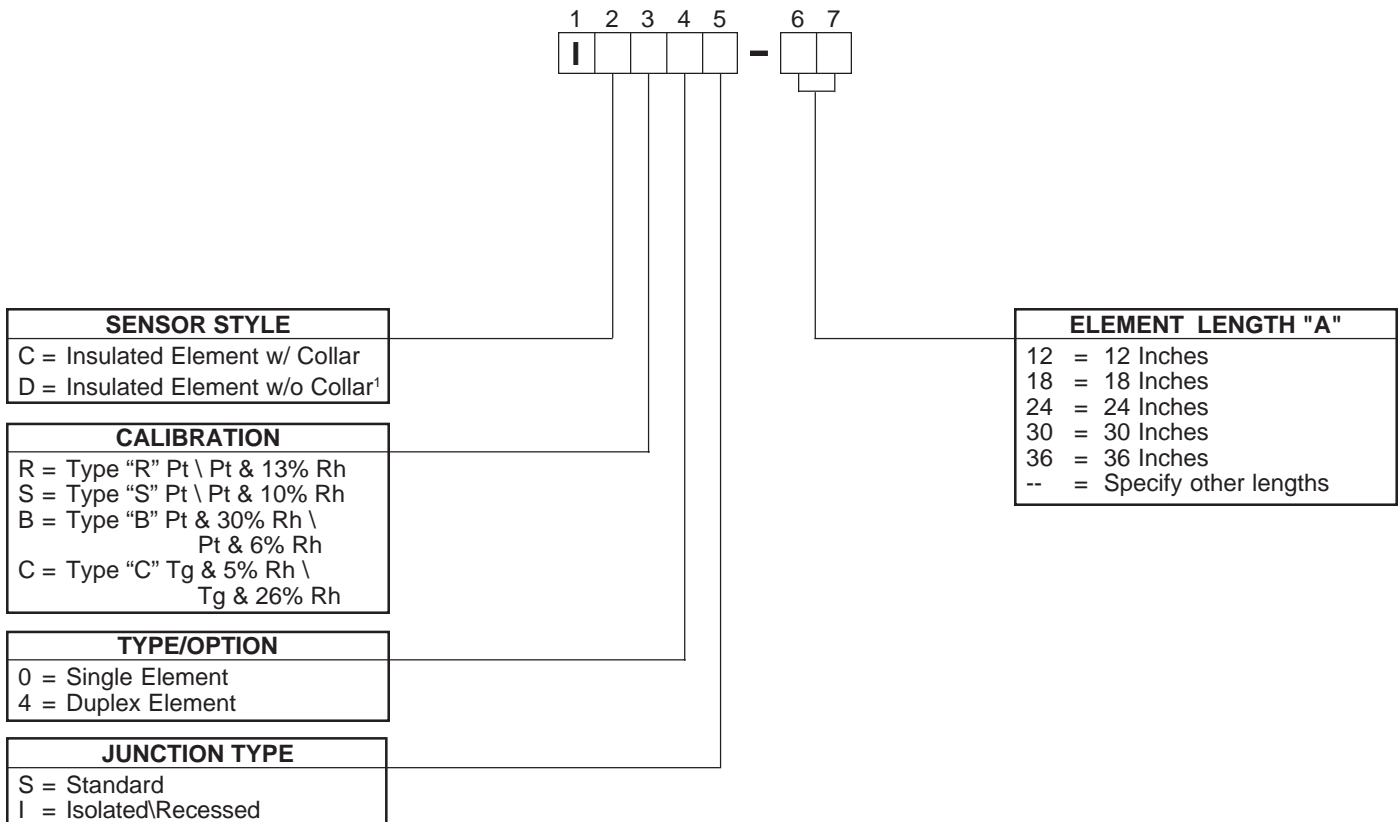 1 2 3 4 5 6 7
I –
SENSOR STYLE
C = Insulated Element w/ Collar
D = Insulated Element w/o Collar¹
CALIBRATION
R = Type “R” Pt \ Pt & 13% Rh
S = Type “S” Pt \ Pt & 10% Rh
B = Type “B” Pt & 30% Rh \
Pt & 6% Rh
C = Type “C” Tg & 5% Rh \
Tg & 26% Rh
TYPE/OPTION
0 = Single Element
4 = Duplex Element
JUNCTION TYPE
S = Standard
I = Isolated\Recessed
ELEMENT LENGTH "A"
12 = 12 Inches
18 = 18 Inches
24 = 24 Inches
30 = 30 Inches
36 = 36 Inches
-- = Specify other lengths